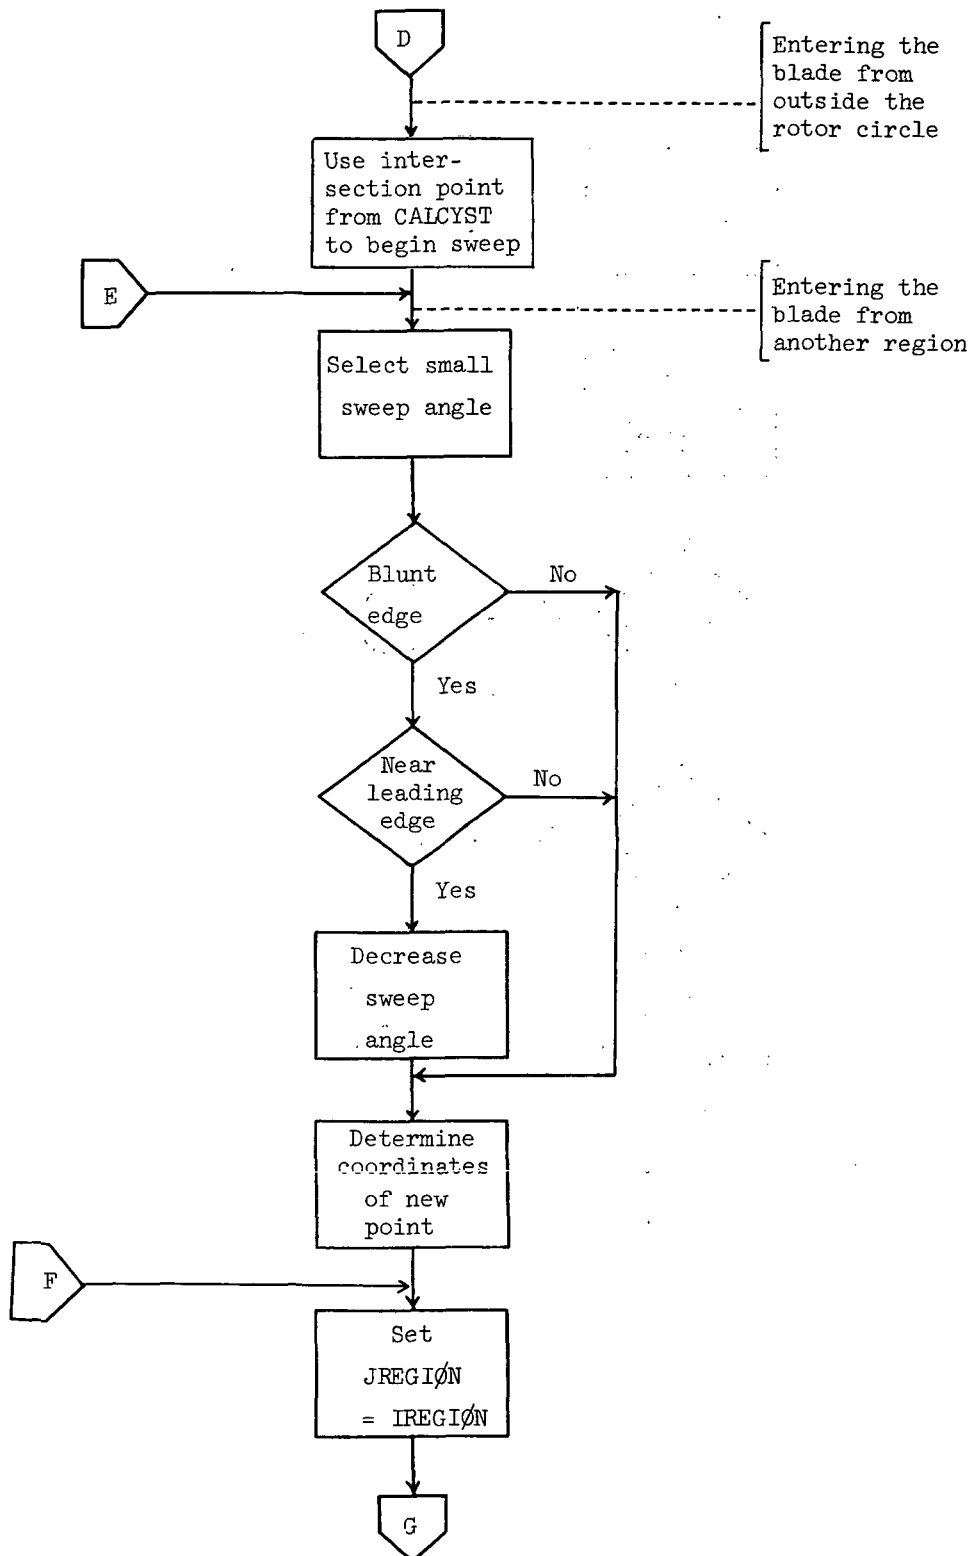 D
Entering the
blade from
outside the
rotor circle
Use inter-
section point
from CALCYST
to begin sweep
E
Entering the
blade from
another region
Select small
sweep angle
Blunt
edge
No
Yes
Near
leading
edge
No
Yes
Decrease
sweep
angle
Determine
coordinates
of new
point
F
Set
JREGIØN
= IREGIØN
G